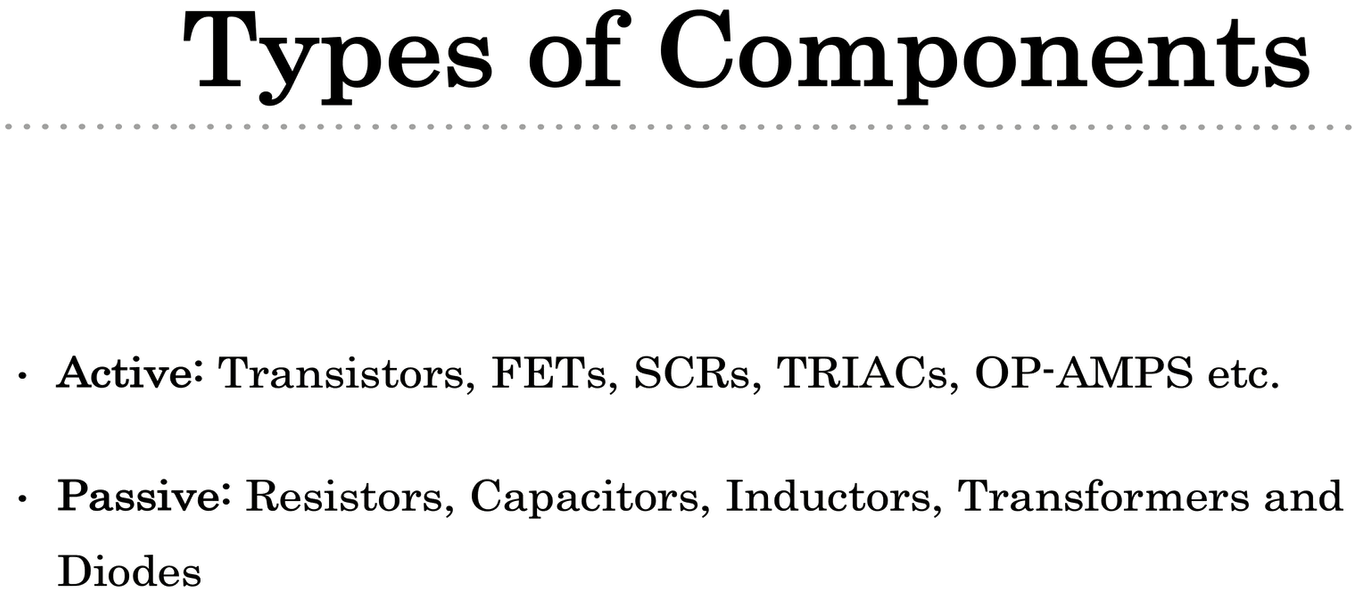 Types of Components
• Active: Transistors, FETs, SCRs, TRIACs, OP-AMPS etc.
• Passive: Resistors, Capacitors, Inductors, Transformers and
Diodes